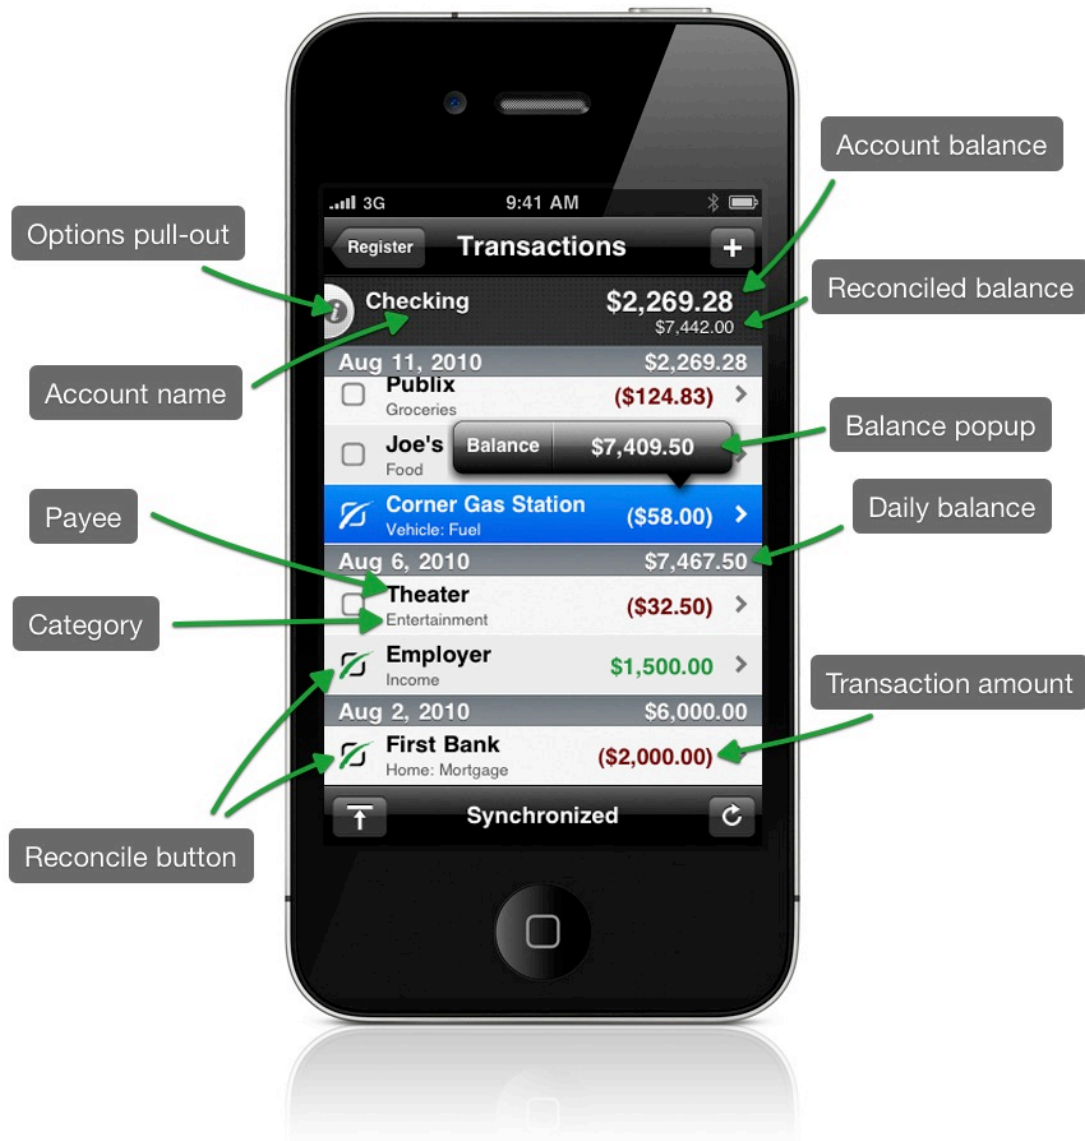 Account balance
3G 9:41 AM
Options pull-out
Register Transactions +
Reconciled balance
i Checking $2,269.28
$7,442.00
Aug 11, 2010 $2,269.28
Account name
Publix ($124.83)
Groceries
Balance popup
Joe's Balance $7,409.50
Food
Payee
Daily balance
Corner Gas Station ($58.00)
Vehicle: Fuel
Aug 6, 2010 $7,467.50
Theater ($32.50)
Entertainment
Category
Employer $1,500.00
Income
Transaction amount
Aug 2, 2010 $6,000.00
First Bank ($2,000.00)
Home: Mortgage
Synchronized
Reconcile button